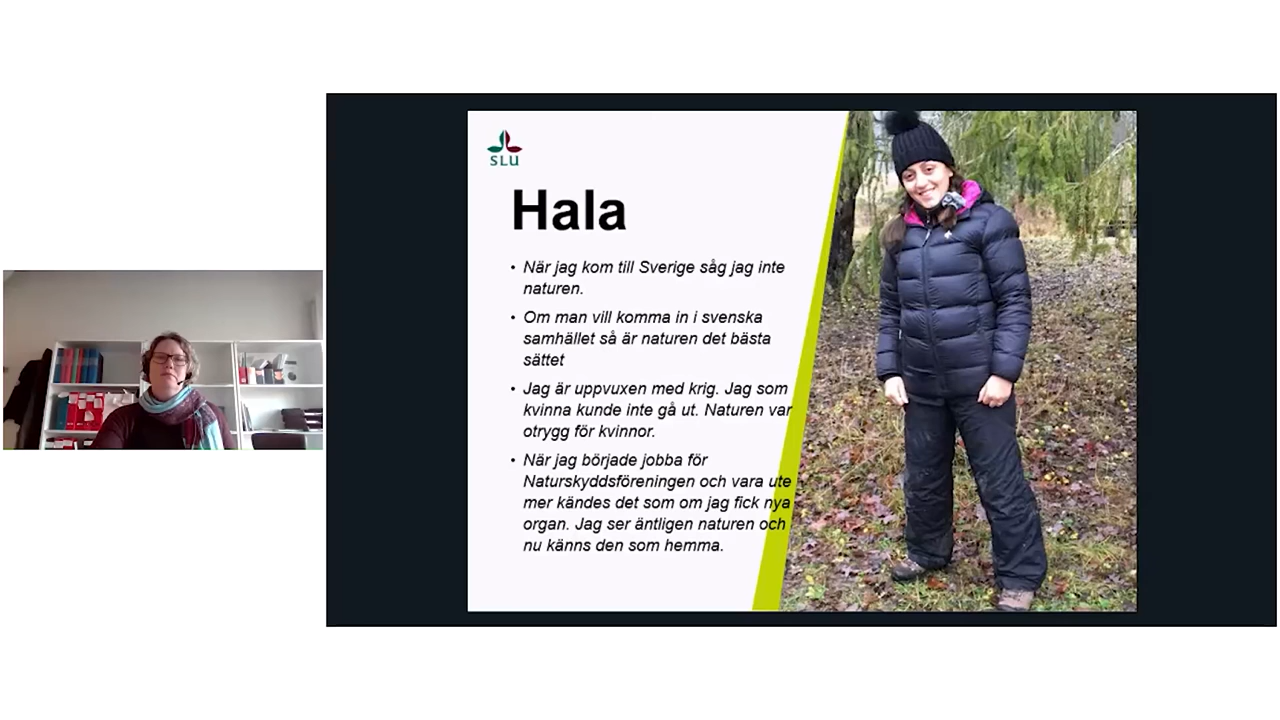 SLU
Hala
• När jag kom till Sverige såg jag inte
naturen.
• Om man vill komma in i svenska
samhället så är naturen det bästa
sättet
• Jag är uppvuxen med krig. Jag som
kvinna kunde inte gå ut. Naturen var
otrygg för kvinnor.
• När jag började jobba för
Naturskyddsföreningen och vara ute
mer kändes det som om jag fick nya
organ. Jag ser äntligen naturen och
nu känns den som hemma.